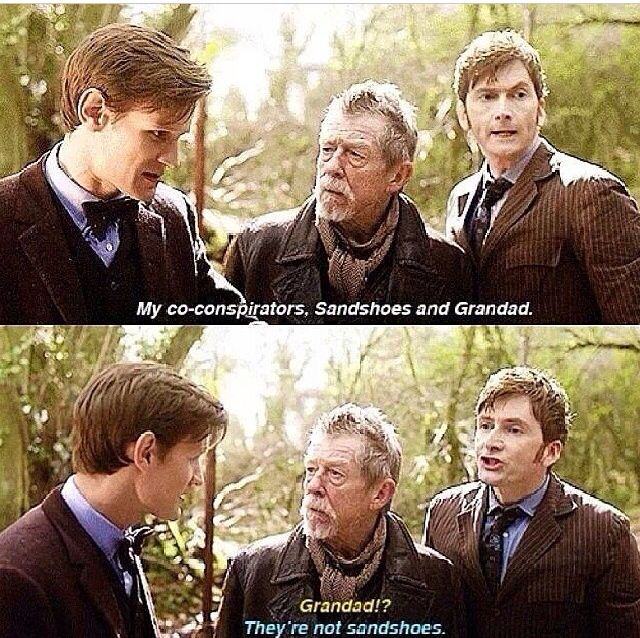 My co-conspirators, Sandshoes and Grandad.
Grandad!?
They're not sandshoes.